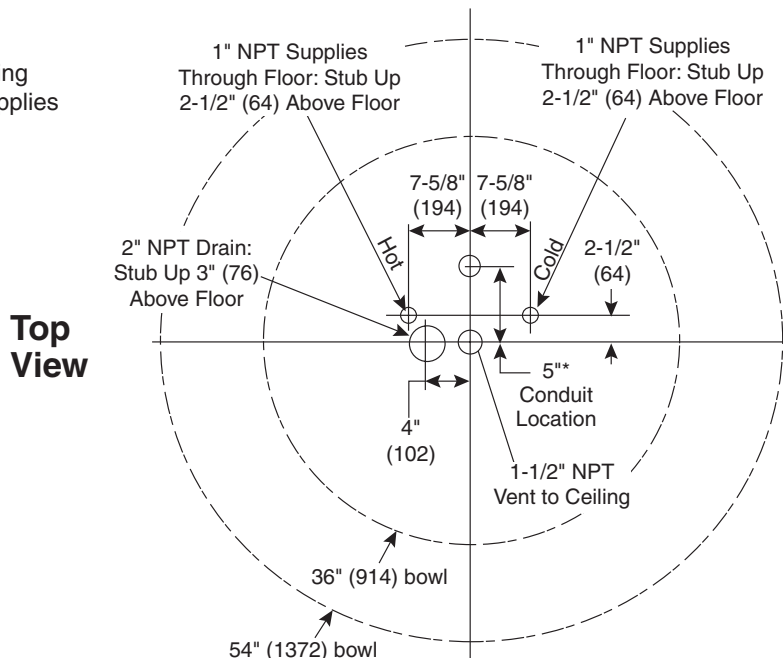 ing
pplies
1" NPT Supplies
Through Floor: Stub Up
2-1/2" (64) Above Floor
1" NPT Supplies
Through Floor: Stub Up
2-1/2" (64) Above Floor
7-5/8"
(194)
7-5/8"
(194)
2" NPT Drain:
Stub Up 3" (76)
Above Floor
Hot
Cold
2-1/2"
(64)
Top
View
5"*
Conduit
Location
4"
(102)
1-1/2" NPT
Vent to Ceiling
36" (914) bowl
54" (1372) bowl